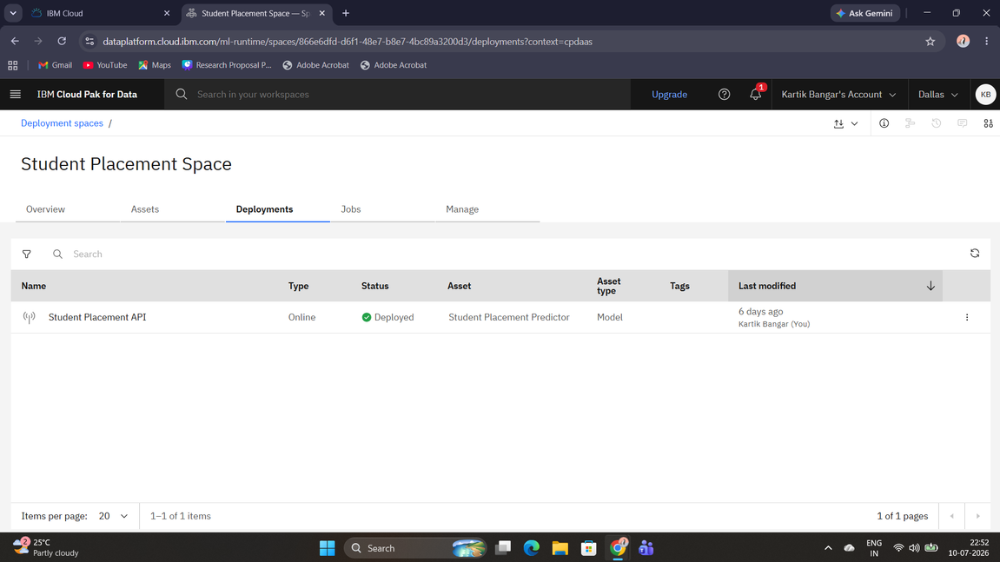 IBM Cloud
Student Placement Space — Sp
Ask Gemini
dataplatform.cloud.ibm.com/ml-runtime/spaces/866e6dfd-d6f1-48e7-b8e7-4bc89a3200d3/deployments?context=cpdaas
Gmail
YouTube
Maps
Research Proposal P...
Adobe Acrobat
Adobe Acrobat
IBM Cloud Pak for Data
Search in your workspaces
Upgrade
1
Kartik Bangar's Account
Dallas
KB
Deployment spaces /
Student Placement Space
Overview
Assets
Deployments
Jobs
Manage
Search
Name
Type
Status
Asset
Asset
type
Tags
Last modified
Student Placement API
Online
Deployed
Student Placement Predictor
Model
6 days ago
Kartik Bangar (You)
Items per page: 20
1–1 of 1 items
1 of 1 pages
2
25°C
Partly cloudy
Search
ENG
IN
22:52
10-07-2026